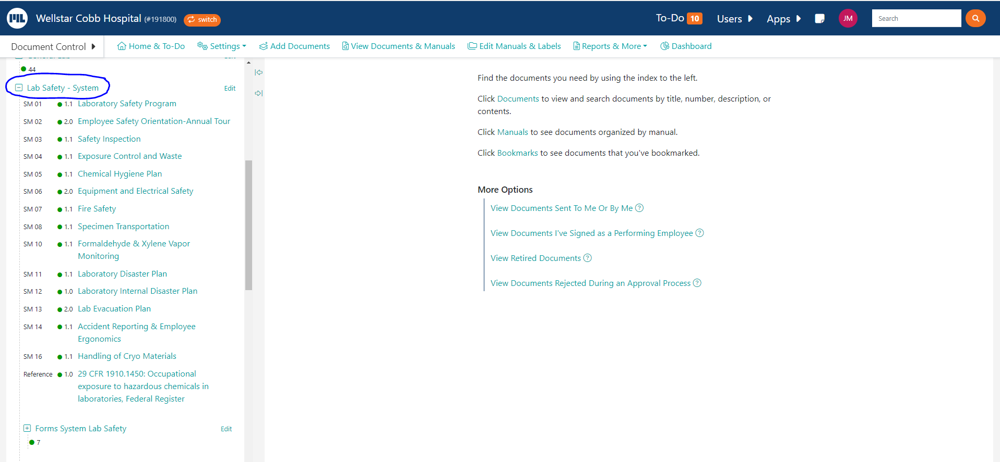 Wellstar Cobb Hospital (#191800) switch
To-Do 10 Users Apps JM Search
Document Control Home & To-Do Settings Add Documents View Documents & Manuals Edit Manuals & Labels Reports & More Dashboard
44
Lab Safety - System Edit
SM 01 1.1 Laboratory Safety Program
SM 02 2.0 Employee Safety Orientation-Annual Tour
SM 03 1.1 Safety Inspection
SM 04 1.1 Exposure Control and Waste
SM 05 1.1 Chemical Hygiene Plan
SM 06 2.0 Equipment and Electrical Safety
SM 07 1.1 Fire Safety
SM 08 1.1 Specimen Transportation
SM 10 1.1 Formaldehyde & Xylene Vapor
Monitoring
SM 11 1.1 Laboratory Disaster Plan
SM 12 1.0 Laboratory Internal Disaster Plan
SM 13 2.0 Lab Evacuation Plan
SM 14 1.1 Accident Reporting & Employee
Ergonomics
SM 16 1.1 Handling of Cryo Materials
Reference 1.0 29 CFR 1910.1450: Occupational
exposure to hazardous chemicals in
laboratories, Federal Register
Forms System Lab Safety Edit
7
Find the documents you need by using the index to the left.
Click Documents to view and search documents by title, number, description, or
contents.
Click Manuals to see documents organized by manual.
Click Bookmarks to see documents that you've bookmarked.
More Options
View Documents Sent To Me Or By Me ?
View Documents I've Signed as a Performing Employee ?
View Retired Documents ?
View Documents Rejected During an Approval Process ?